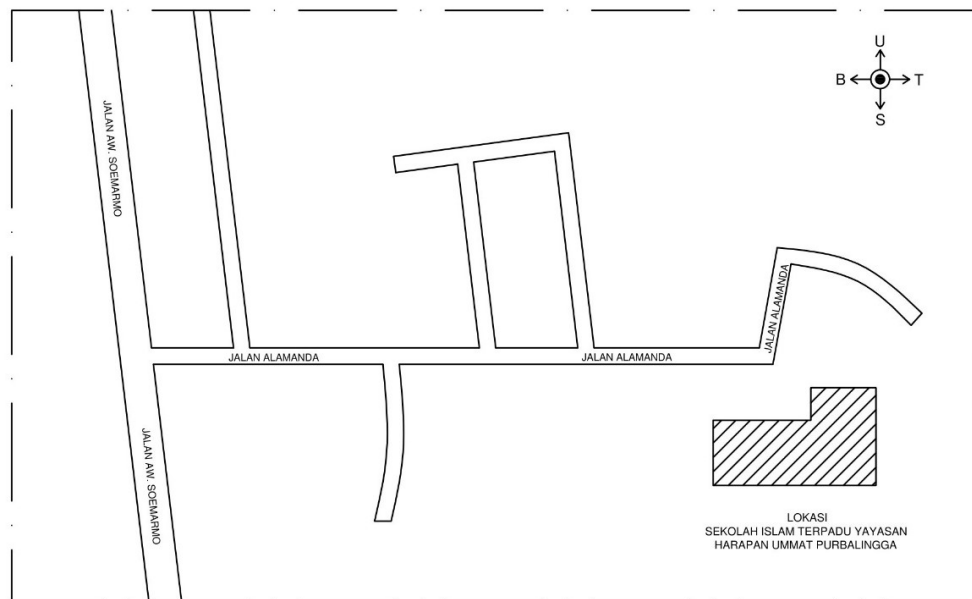 U
B T
S
JALAN AW. SOEMARMO
JALAN ALAMANDA
JALAN ALAMANDA
JALAN ALAMANDA
JALAN AW. SOEMARMO
LOKASI
SEKOLAH ISLAM TERPADU YAYASAN
HARAPAN UMMAT PURBALINGGA